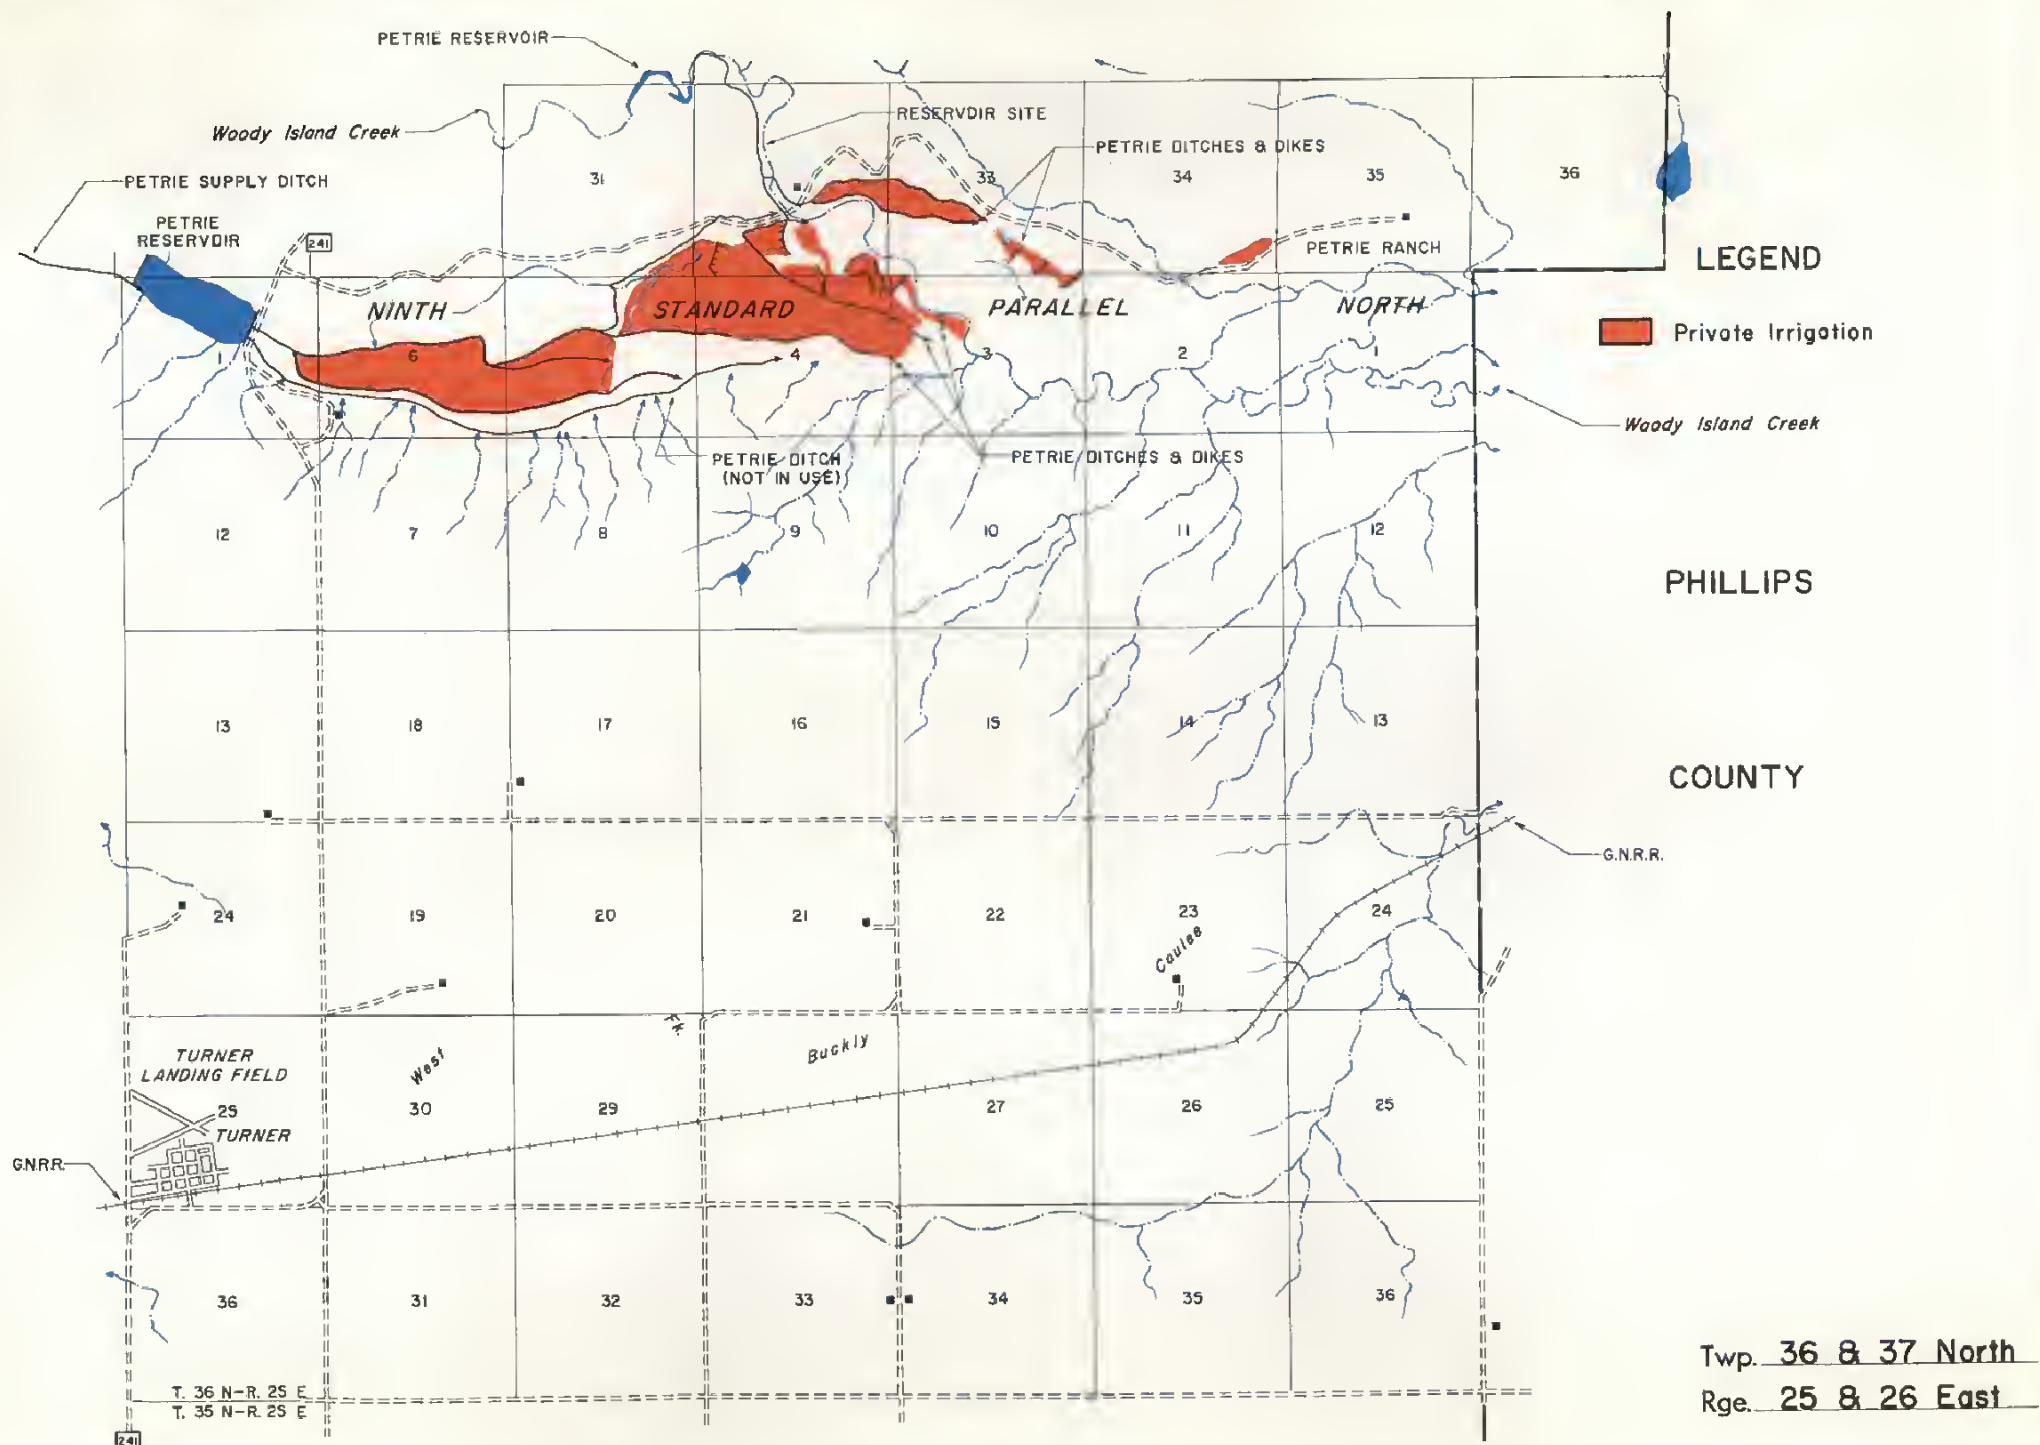 PETRIE RESERVOIR
Woody Island Creek
RESERVOIR SITE
PETRIE DITCHES & DIKES
PETRIE SUPPLY DITCH
31
33
34
35
36
PETRIE
RESERVOIR
241
PETRIE RANCH
LEGEND
NINTH STANDARD PARALLEL NORTH
Private Irrigation
1
6
4
3
2
1
Woody Island Creek
PETRIE DITCH
(NOT IN USE)
PETRIE DITCHES & DIKES
12
7
8
9
10
11
12
PHILLIPS
13
18
17
16
15
14
13
COUNTY
G.N.R.R.
24
19
20
21
22
23
24
Coulee
Fk.
West
Buckly
TURNER
LANDING FIELD
25
30
29
27
26
25
TURNER
G.N.R.R.
36
31
32
33
34
35
36
Twp. 36 & 37 North
Rge. 25 & 26 East
T. 36 N-R. 25 E
T. 35 N-R. 25 E
241